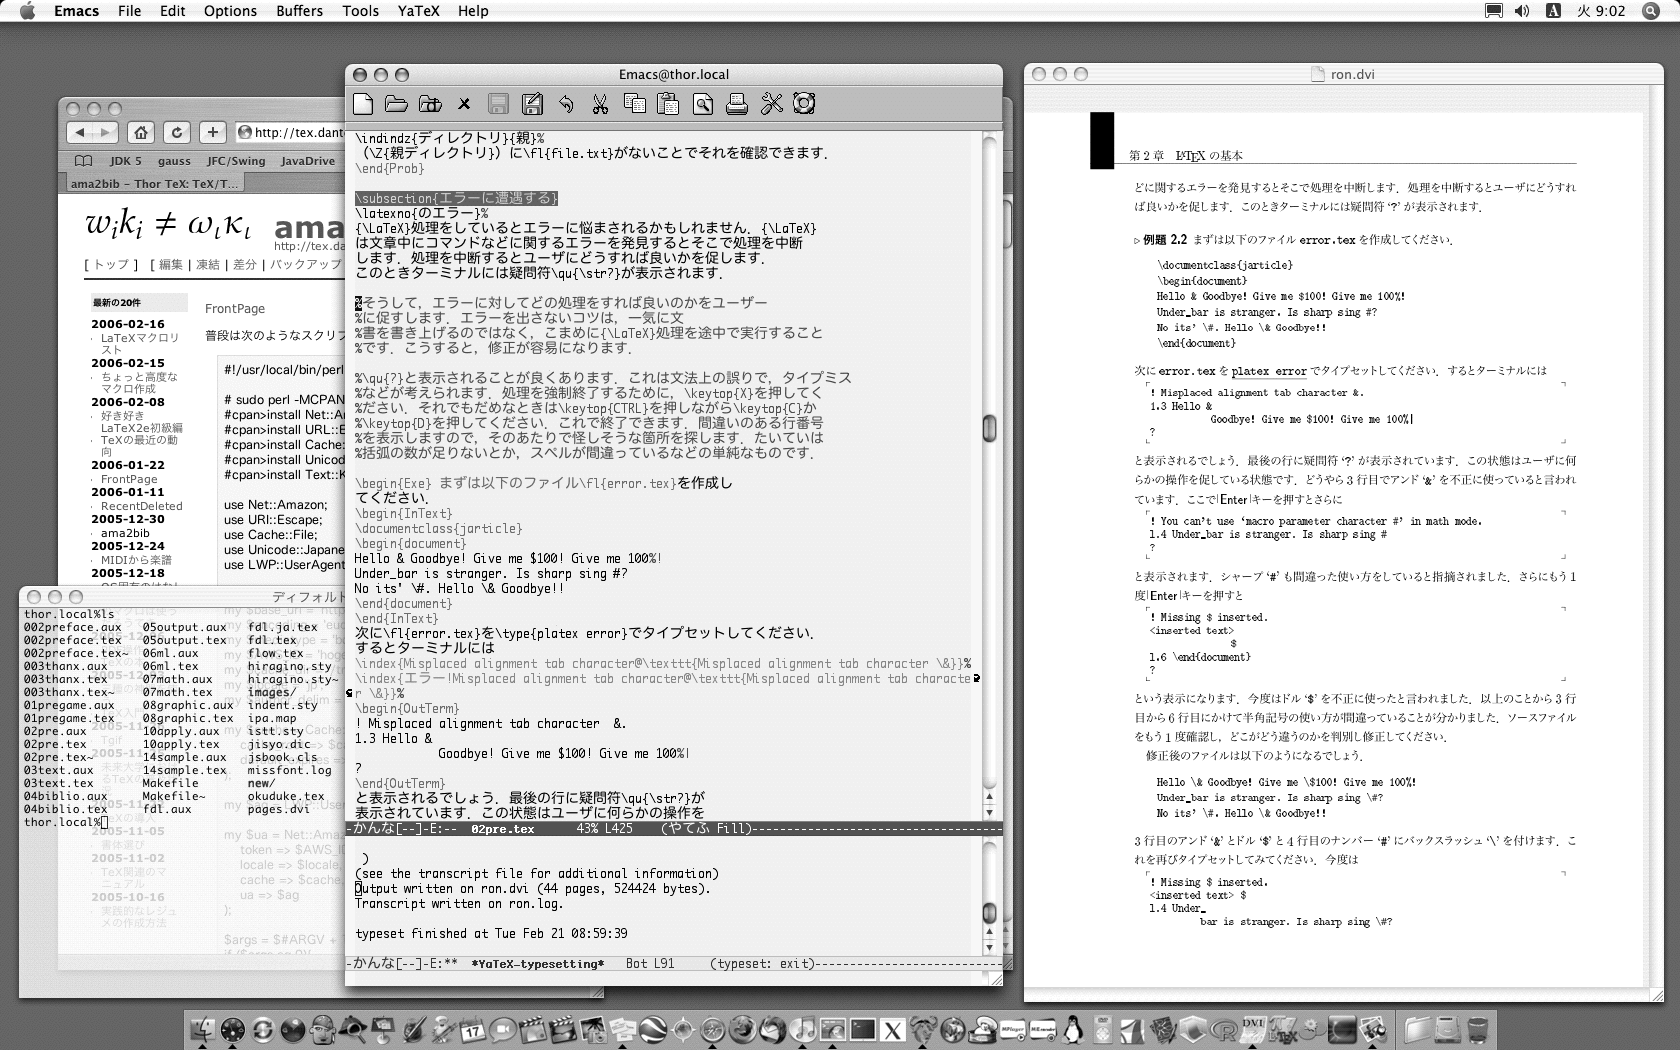 Emacs File Edit Options Buffers Tools YaTeX Help
火 9:02
http://tex.dant
JDK 5 gauss JFC/Swing JavaDrive
ama2bib – Thor TeX: TeX/T...
wiki ≠ ωικι
ama
http://tex.da
[ トップ ] [ 編集 | 凍結 | 差分 | バックアップ
最新の20件
2006-02-16
LaTeXマクロリスト
2006-02-15
ちょっと高度なマクロ作成
2006-02-08
好き好きLaTeX2e初級編
TeXの最近の動向
2006-01-22
FrontPage
2006-01-11
RecentDeleted
2005-12-30
ama2bib
2005-12-24
MIDIから楽譜
2005-12-18
FrontPage
普段は次のようなスクリプ
#!/usr/local/bin/perl
# sudo perl -MCPAN
#cpan>install Net::A
#cpan>install URI::E
#cpan>install Cache:
#cpan>install Unicod
#cpan>install Text::K
use Net::Amazon;
use URI::Escape;
use Cache::File;
use Unicode::Japane
use LWP::UserAgent
ディフォルト
thor.local%ls
002preface.aux 05output.aux fdl.ja.tex
002preface.tex 05output.tex fdl.tex
002preface.tex~ 06ml.aux flow.tex
003thanx.aux 06ml.tex hiragino.sty
003thanx.tex 07math.aux hiragino.sty~
003thanx.tex~ 07math.tex images/
01pregame.aux 08graphic.aux indent.sty
01pregame.tex 08graphic.tex ipa.map
02pre.aux 10apply.aux istt.sty
02pre.tex 10apply.tex jisyo.dic
02pre.tex~ 14sample.aux jsbook.cls
03text.aux 14sample.tex missfont.log
03text.tex Makefile new/
04biblio.aux Makefile~ okuduke.tex
04biblio.tex fdl.aux pages.dvi
thor.local%
2005-11-05
書体選び
2005-11-02
TeX関連のマニュアル
2005-10-16
実践的なレジュメの作成方法
my $ua = Net::Ama
token => $AWS_ID
locale => $locale,
cache => $cache,
ua => $ag
);
$args = $#ARGV +
Emacs@thor.local
\indindz{ディレクトリ}{親}%
（\Z{親ディレクトリ}）に\fl{file.txt}がないことでそれを確認できます．
\end{Prob}
\subsection{エラーに遭遇する}
\latexno{のエラー}%
{\LaTeX}処理をしているとエラーに悩まされるかもしれません．{\LaTeX}
は文章中にコマンドなどに関するエラーを発見するとそこで処理を中断
します．処理を中断するとユーザにどうすれば良いかを促します．
このときターミナルには疑問符\qu{\str?}が表示されます．
%そうして，エラーに対してどの処理をすれば良いのかをユーザー
%に促すします．エラーを出さないコツは，一気に文
%書を書き上げるのではなく，こまめに{\LaTeX}処理を途中で実行すること
%です．こうすると，修正が容易になります．
%\qu{?}と表示されることが良くあります．これは文法上の誤りで，タイプミス
%などが考えられます．処理を強制終了するために，\keytop{X}を押してく
%ださい．それでもだめなときは\keytop{CTRL}を押しながら\keytop{C}か
%\keytop{D}を押してください．これで終了できます．間違いのある行番号
%を表示しますので，そのあたりで怪しそうな箇所を探します．たいていは
%括弧の数が足りないとか，スペルが間違っているなどの単純なものです．
\begin{Exe} まずは以下のファイル\fl{error.tex}を作成し
てください．
\begin{InText}
\documentclass{jarticle}
\begin{document}
Hello & Goodbye! Give me $100! Give me 100%!
Under_bar is stranger. Is sharp sing #?
No its' \#. Hello \& Goodbye!!
\end{document}
\end{InText}
次に\fl{error.tex}を\type{platex error}でタイプセットしてください．
するとターミナルには
\index{Misplaced alignment tab character@\texttt{Misplaced alignment tab character \&}}%
\index{エラー!Misplaced alignment tab character@\texttt{Misplaced alignment tab characte
r \&}}%
\begin{OutTerm}
! Misplaced alignment tab character &.
l.3 Hello &
Goodbye! Give me $100! Give me 100%|
?
\end{OutTerm}
と表示されるでしょう．最後の行に疑問符\qu{\str?}が
表示されています．この状態はユーザに何らかの操作を
-かんな[--]-E:-- 02pre.tex 43% L425 (やてふ Fill)
)
(see the transcript file for additional information)
Output written on ron.dvi (44 pages, 524424 bytes).
Transcript written on ron.log.
typeset finished at Tue Feb 21 08:59:39
-かんな[--]-E:** *YaTeX-typesetting* Bot L91 (typeset: exit)
ron.dvi
第 2 章 LaTeX の基本
どに関するエラーを発見するとそこで処理を中断します．処理を中断するとユーザにどうすれ
ば良いかを促します．このときターミナルには疑問符 ‘?’ が表示されます．
▷ 例題 2.2 まずは以下のファイル error.tex を作成してください．
\documentclass{jarticle}
\begin{document}
Hello & Goodbye! Give me $100! Give me 100%!
Under_bar is stranger. Is sharp sing #?
No its’ \#. Hello \& Goodbye!!
\end{document}
次に error.tex を platex error でタイプセットしてください．するとターミナルには
! Misplaced alignment tab character &.
l.3 Hello &
Goodbye! Give me $100! Give me 100%|
?
と表示されるでしょう．最後の行に疑問符 ‘?’ が表示されています．この状態はユーザに何
らかの操作を促している状態です．どうやら 3 行目でアンド ‘&’ を不正に使っていると言われ
ています．ここで Enter キーを押すとさらに
! You can’t use ‘macro parameter character #’ in math mode.
l.4 Under_bar is stranger. Is sharp sing #
?
と表示されます．シャープ ‘#’ も間違った使い方をしていると指摘されました．さらにもう 1
度 Enter キーを押すと
! Missing $ inserted.
<inserted text>
$
l.6 \end{document}
?
という表示になります．今度はドル ‘$’ を不正に使ったと言われました．以上のことから 3 行
目から 6 行目にかけて半角記号の使い方が間違っていることが分かりました．ソースファイル
をもう 1 度確認し，どこがどう違うのかを判別し修正してください．
修正後のファイルは以下のようになるでしょう．
Hello \& Goodbye! Give me \$100! Give me 100%!
Under_bar is stranger. Is sharp sing \#?
No its’ \#. Hello \& Goodbye!!
3 行目のアンド ‘&’ とドル ‘$’ と 4 行目のナンバー ‘#’ にバックスラッシュ ‘\’ を付けます．こ
れを再びタイプセットしてみてください．今度は
! Missing $ inserted.
<inserted text> $
l.4 Under_
bar is stranger. Is sharp sing \#?